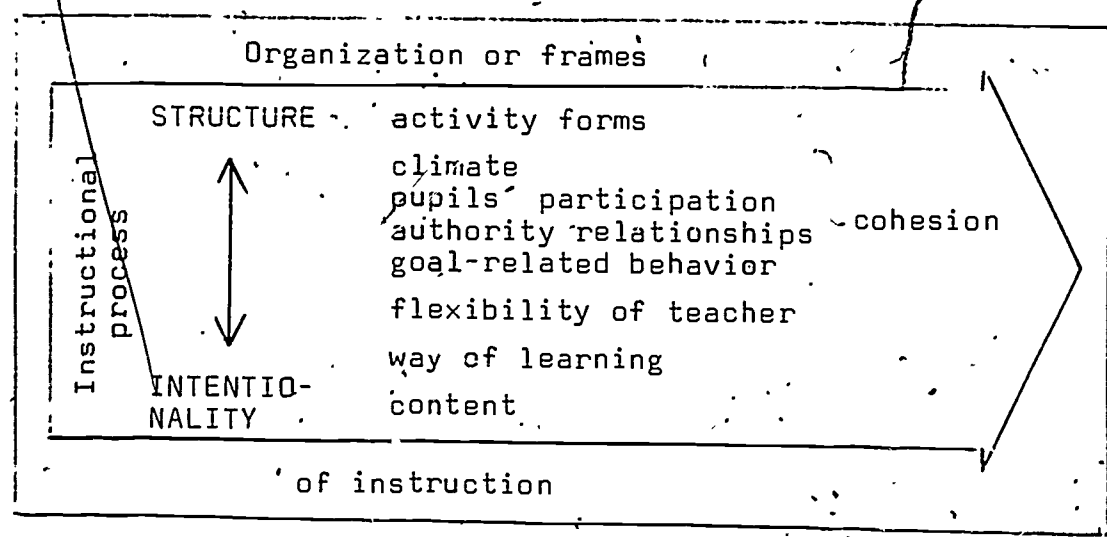 Organization or frames
Instructional
process
STRUCTURE
activity forms
climate
pupils´ participation
authority relationships
cohesion
goal-related behavior
flexibility of teacher
way of learning
INTENTIO-
NALITY
content
of instruction